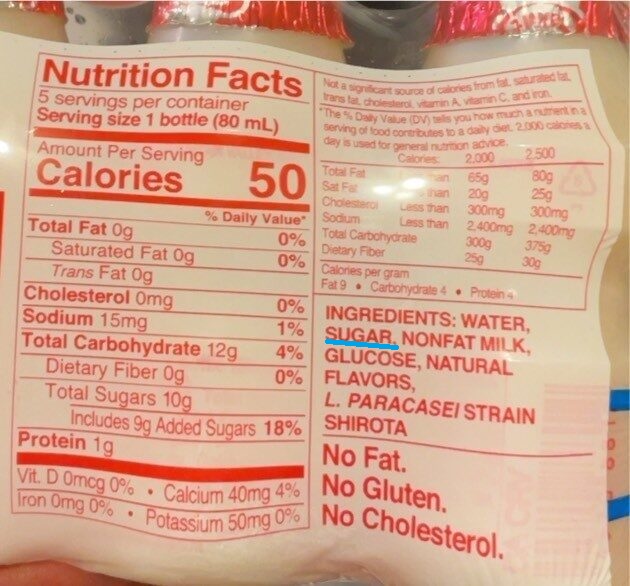 Nutrition Facts
5 servings per container
Serving size 1 bottle (80 mL)
Amount Per Serving
Calories 50
% Daily Value*
Total Fat 0g 0%
Saturated Fat 0g 0%
Trans Fat 0g
Cholesterol 0mg 0%
Sodium 15mg 1%
Total Carbohydrate 12g 4%
Dietary Fiber 0g 0%
Total Sugars 10g
Includes 9g Added Sugars 18%
Protein 1g
Vit. D 0mcg 0% • Calcium 40mg 4%
Iron 0mg 0% • Potassium 50mg 0%
Not a significant source of calories from fat, saturated fat,
trans fat, cholesterol, vitamin A, vitamin C, and iron.
*The % Daily Value (DV) tells you how much a nutrient in a
serving of food contributes to a daily diet. 2,000 calories a
day is used for general nutrition advice.
Calories: 2,000 2,500
Total Fat than 65g 80g
Sat Fat than 20g 25g
Cholesterol Less than 300mg 300mg
Sodium Less than 2,400mg 2,400mg
Total Carbohydrate 300g 375g
Dietary Fiber 25g 30g
Calories per gram
Fat 9 • Carbohydrate 4 • Protein 4
INGREDIENTS: WATER,
SUGAR, NONFAT MILK,
GLUCOSE, NATURAL
FLAVORS,
L. PARACASEI STRAIN
SHIROTA
No Fat.
No Gluten.
No Cholesterol.